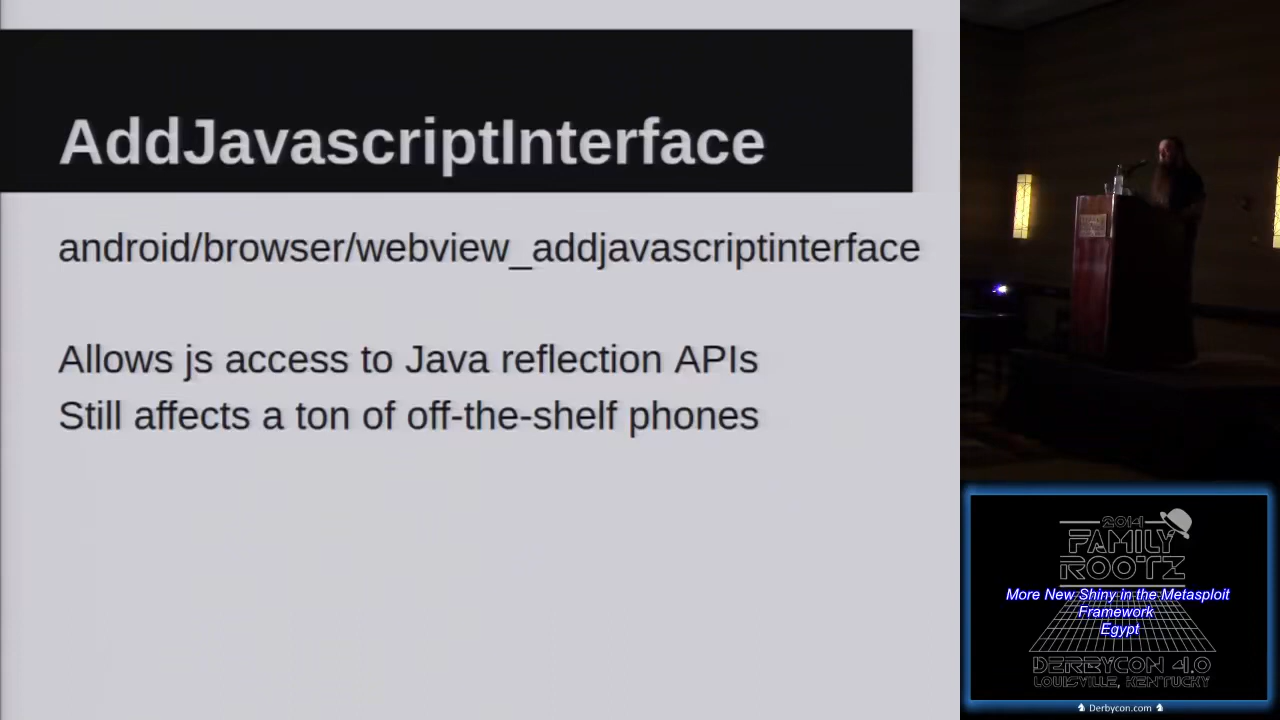 AddJavascriptInterface
android/browser/webview_addjavascriptinterface
Allows js access to Java reflection APIs
Still affects a ton of off-the-shelf phones
2014
FAMILY
ROOTZ
More New Shiny in the Metasploit
Framework
Egypt
DERBYCON 4.0
LOUISVILLE, KENTUCKY
Derbycon.com